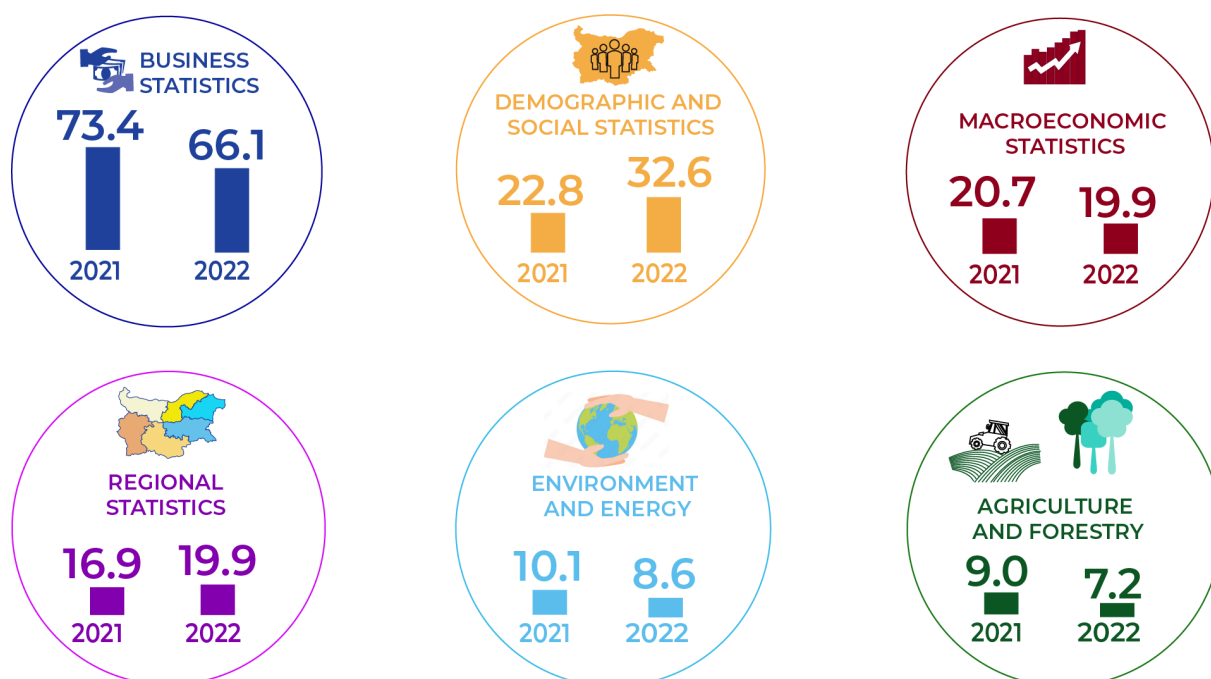 BUSINESS
STATISTICS
73.4
66.1
2021
2022
DEMOGRAPHIC AND
SOCIAL STATISTICS
22.8
32.6
2021
2022
MACROECONOMIC
STATISTICS
20.7
19.9
2021
2022
REGIONAL
STATISTICS
16.9
19.9
2021
2022
ENVIRONMENT
AND ENERGY
10.1
8.6
2021
2022
AGRICULTURE
AND FORESTRY
9.0
7.2
2021
2022